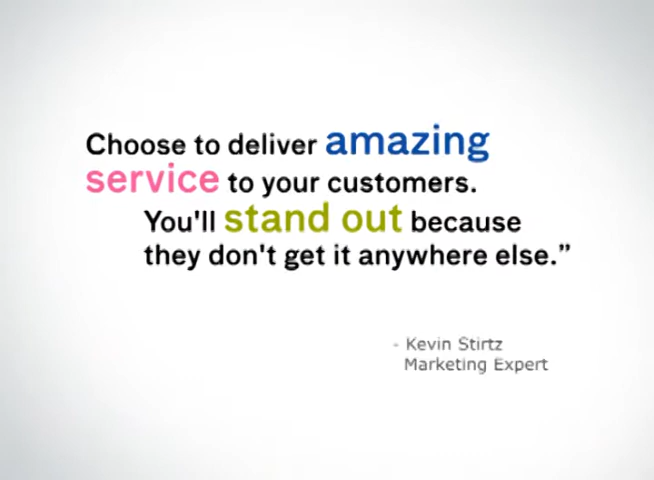 Choose to deliver amazing
service to your customers.
You'll stand out because
they don't get it anywhere else.”
- Kevin Stirtz
Marketing Expert